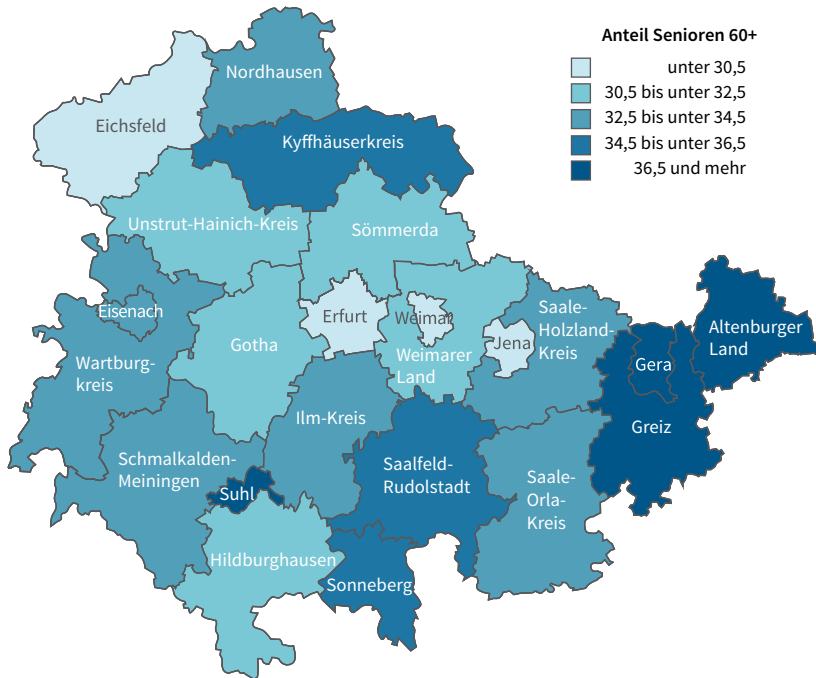 Anteil Senioren 60+
unter 30,5
30,5 bis unter 32,5
32,5 bis unter 34,5
34,5 bis unter 36,5
36,5 und mehr
Nordhausen
Eichsfeld
Kyffhäuserkreis
Unstrut-Hainich-Kreis
Sömmerda
Eisenach
Wartburg-
kreis
Gotha
Erfurt
Weimar
Weimarer
Land
Jena
Saale-
Holzland-
Kreis
Altenburger
Land
Gera
Greiz
Ilm-Kreis
Schmalkalden-
Meiningen
Suhl
Saalfeld-
Rudolstadt
Saale-
Orla-
Kreis
Hildburghausen
Sonneberg